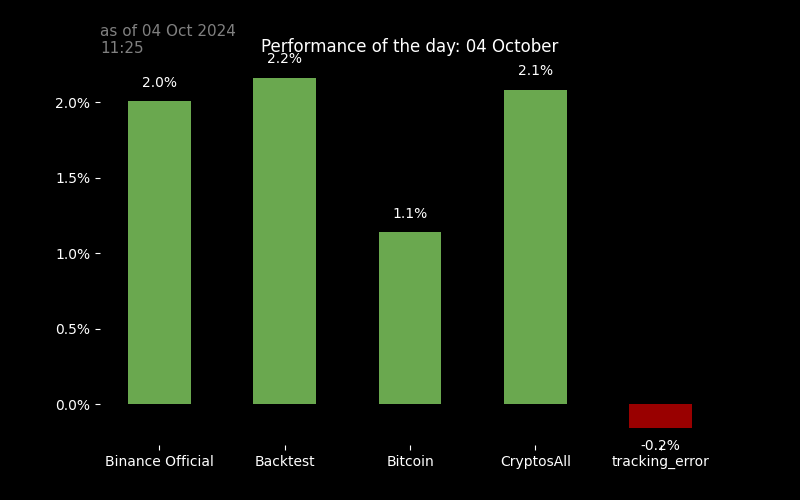 as of 04 Oct 2024
11:25
Performance of the day: 04 October
2.0%
2.2%
1.1%
2.1%
-0.2%
2.0%
1.5%
1.0%
0.5%
0.0%
Binance Official
Backtest
Bitcoin
CryptosAll
tracking_error